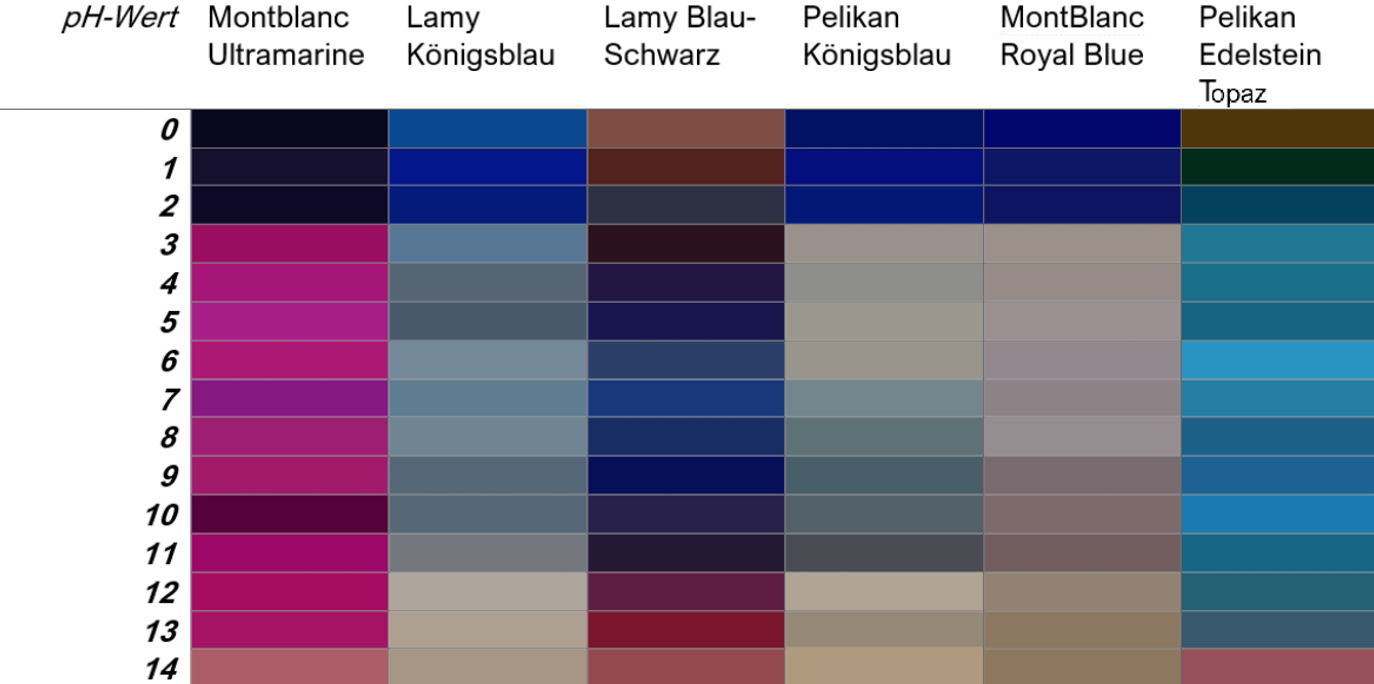 pH-Wert
Montblanc Ultramarine
Lamy Königsblau
Lamy Blau-Schwarz
Pelikan Königsblau
MontBlanc Royal Blue
Pelikan Edelstein Topaz
0
1
2
3
4
5
6
7
8
9
10
11
12
13
14